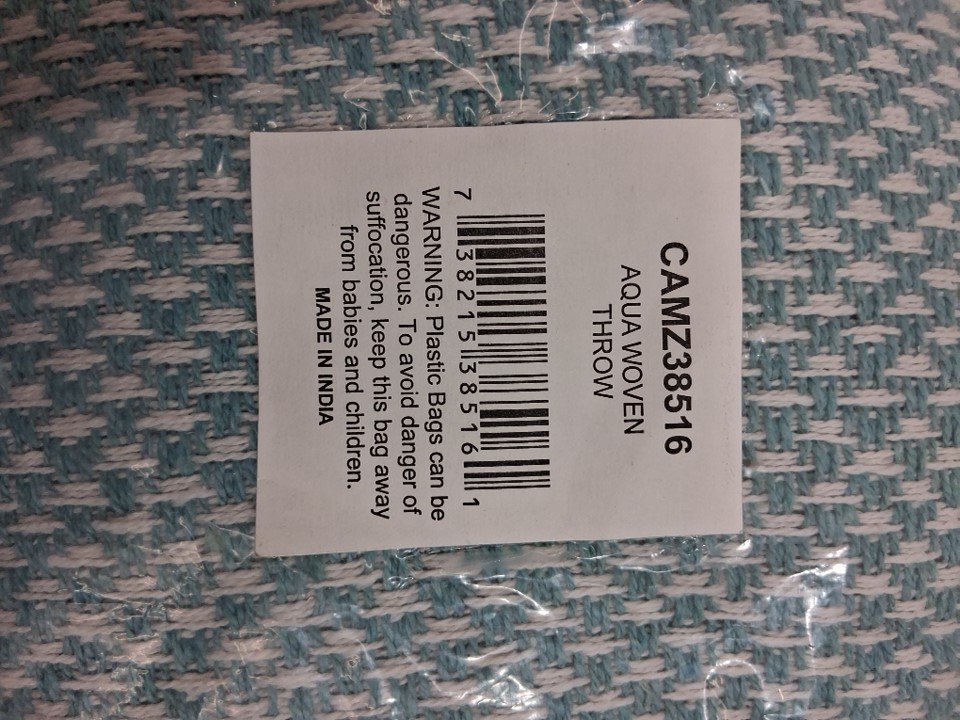 CAMZ38516
AQUA WOVEN
THROW
7 38215 38516 1
WARNING: Plastic Bags can be
dangerous. To avoid danger of
suffocation, keep this bag away
from babies and children.
MADE IN INDIA